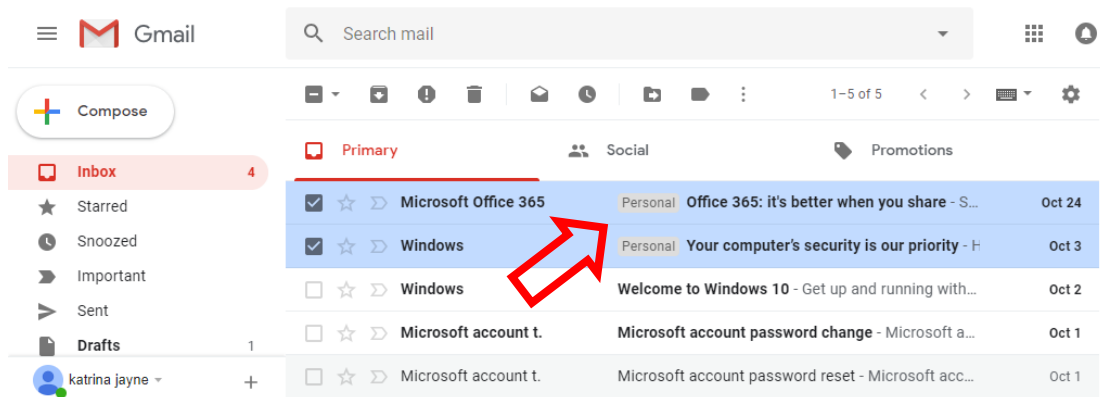 Gmail
Search mail
Compose
1–5 of 5
Primary
Social
Promotions
Inbox 4
Starred
Snoozed
Important
Sent
Drafts 1
katrina jayne
Microsoft Office 365 Personal Office 365: it's better when you share - S... Oct 24
Windows Personal Your computer's security is our priority - H Oct 3
Windows Welcome to Windows 10 - Get up and running with... Oct 2
Microsoft account t. Microsoft account password change - Microsoft a... Oct 1
Microsoft account t. Microsoft account password reset - Microsoft acc... Oct 1